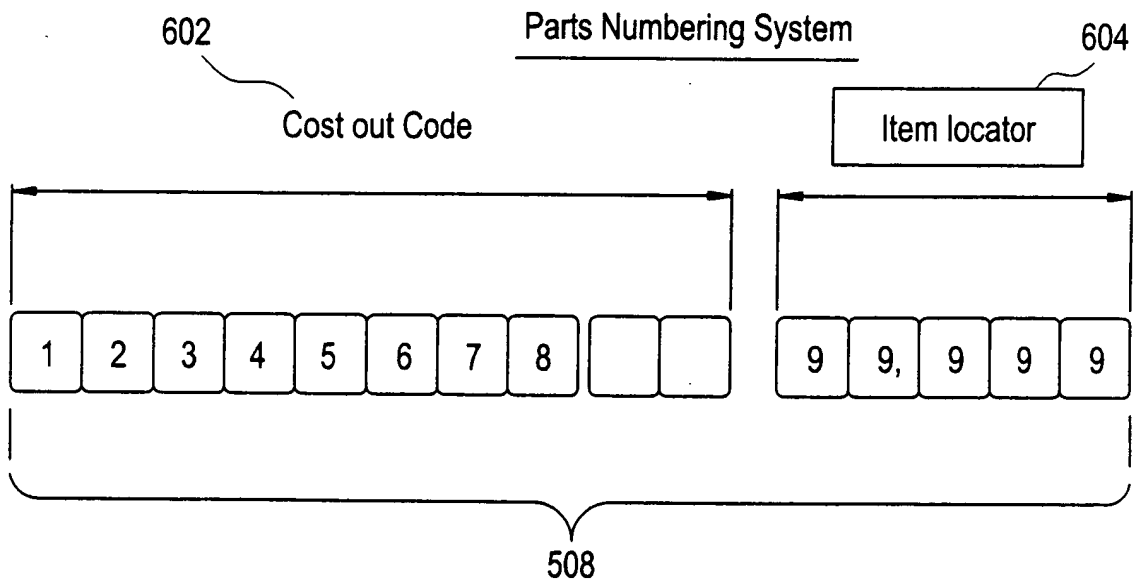 Parts Numbering System
602
604
Cost out Code
Item locator
1 2 3 4 5 6 7 8 9 9, 9 9 9
508